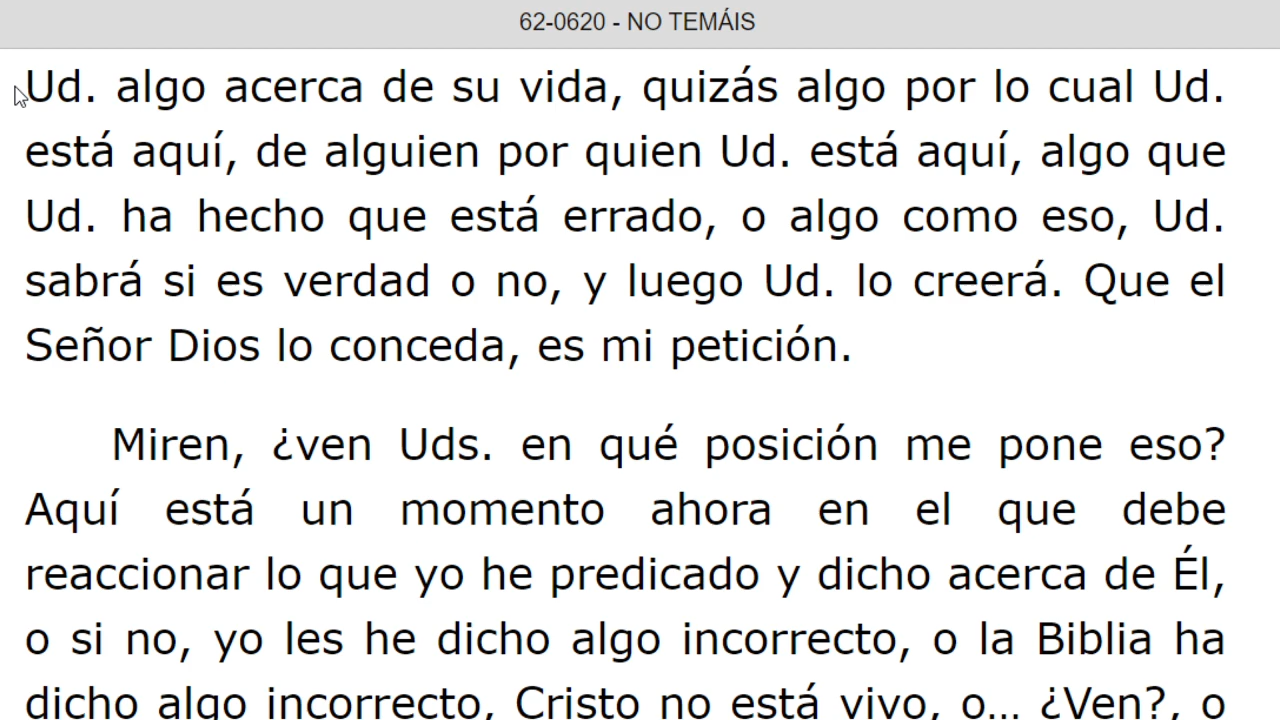 62-0620 - NO TEMÁIS
Ud. algo acerca de su vida, quizás algo por lo cual Ud.
está aquí, de alguien por quien Ud. está aquí, algo que
Ud. ha hecho que está errado, o algo como eso, Ud.
sabrá si es verdad o no, y luego Ud. lo creerá. Que el
Señor Dios lo conceda, es mi petición.
Miren, ¿ven Uds. en qué posición me pone eso?
Aquí está un momento ahora en el que debe
reaccionar lo que yo he predicado y dicho acerca de Él,
o si no, yo les he dicho algo incorrecto, o la Biblia ha
dicho algo incorrecto, Cristo no está vivo, o… ¿Ven?, o